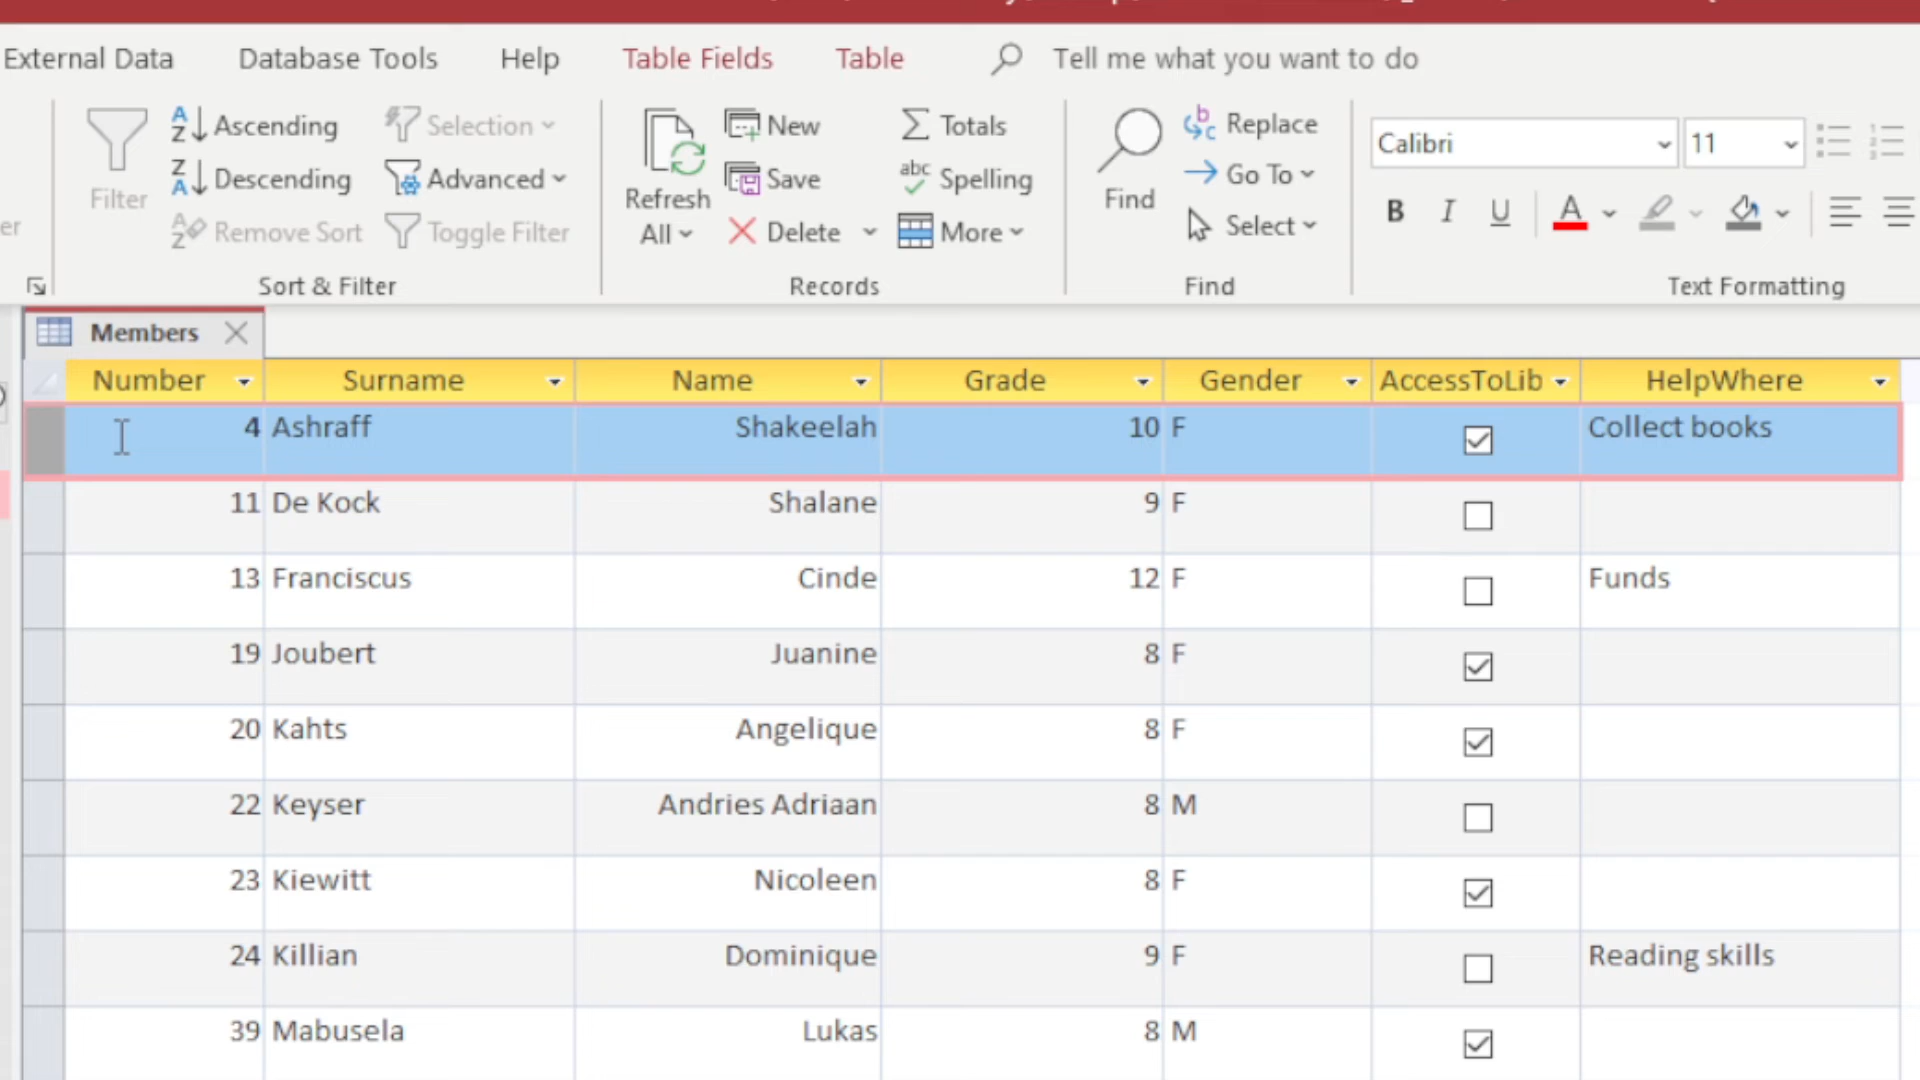 External Data Database Tools Help Table Fields Table Tell me what you want to do
Filter
Ascending
Descending
Remove Sort
Selection
Advanced
Toggle Filter
Sort & Filter
Refresh
All
New
Save
Delete
Totals
Spelling
More
Records
Find
Replace
Go To
Select
Find
Calibri 11
B I U A
Text Formatting
Members
Number Surname Name Grade Gender AccessToLib HelpWhere
4 Ashraff Shakeelah 10 F Collect books
11 De Kock Shalane 9 F
13 Franciscus Cinde 12 F Funds
19 Joubert Juanine 8 F
20 Kahts Angelique 8 F
22 Keyser Andries Adriaan 8 M
23 Kiewitt Nicoleen 8 F
24 Killian Dominique 9 F Reading skills
39 Mabusela Lukas 8 M